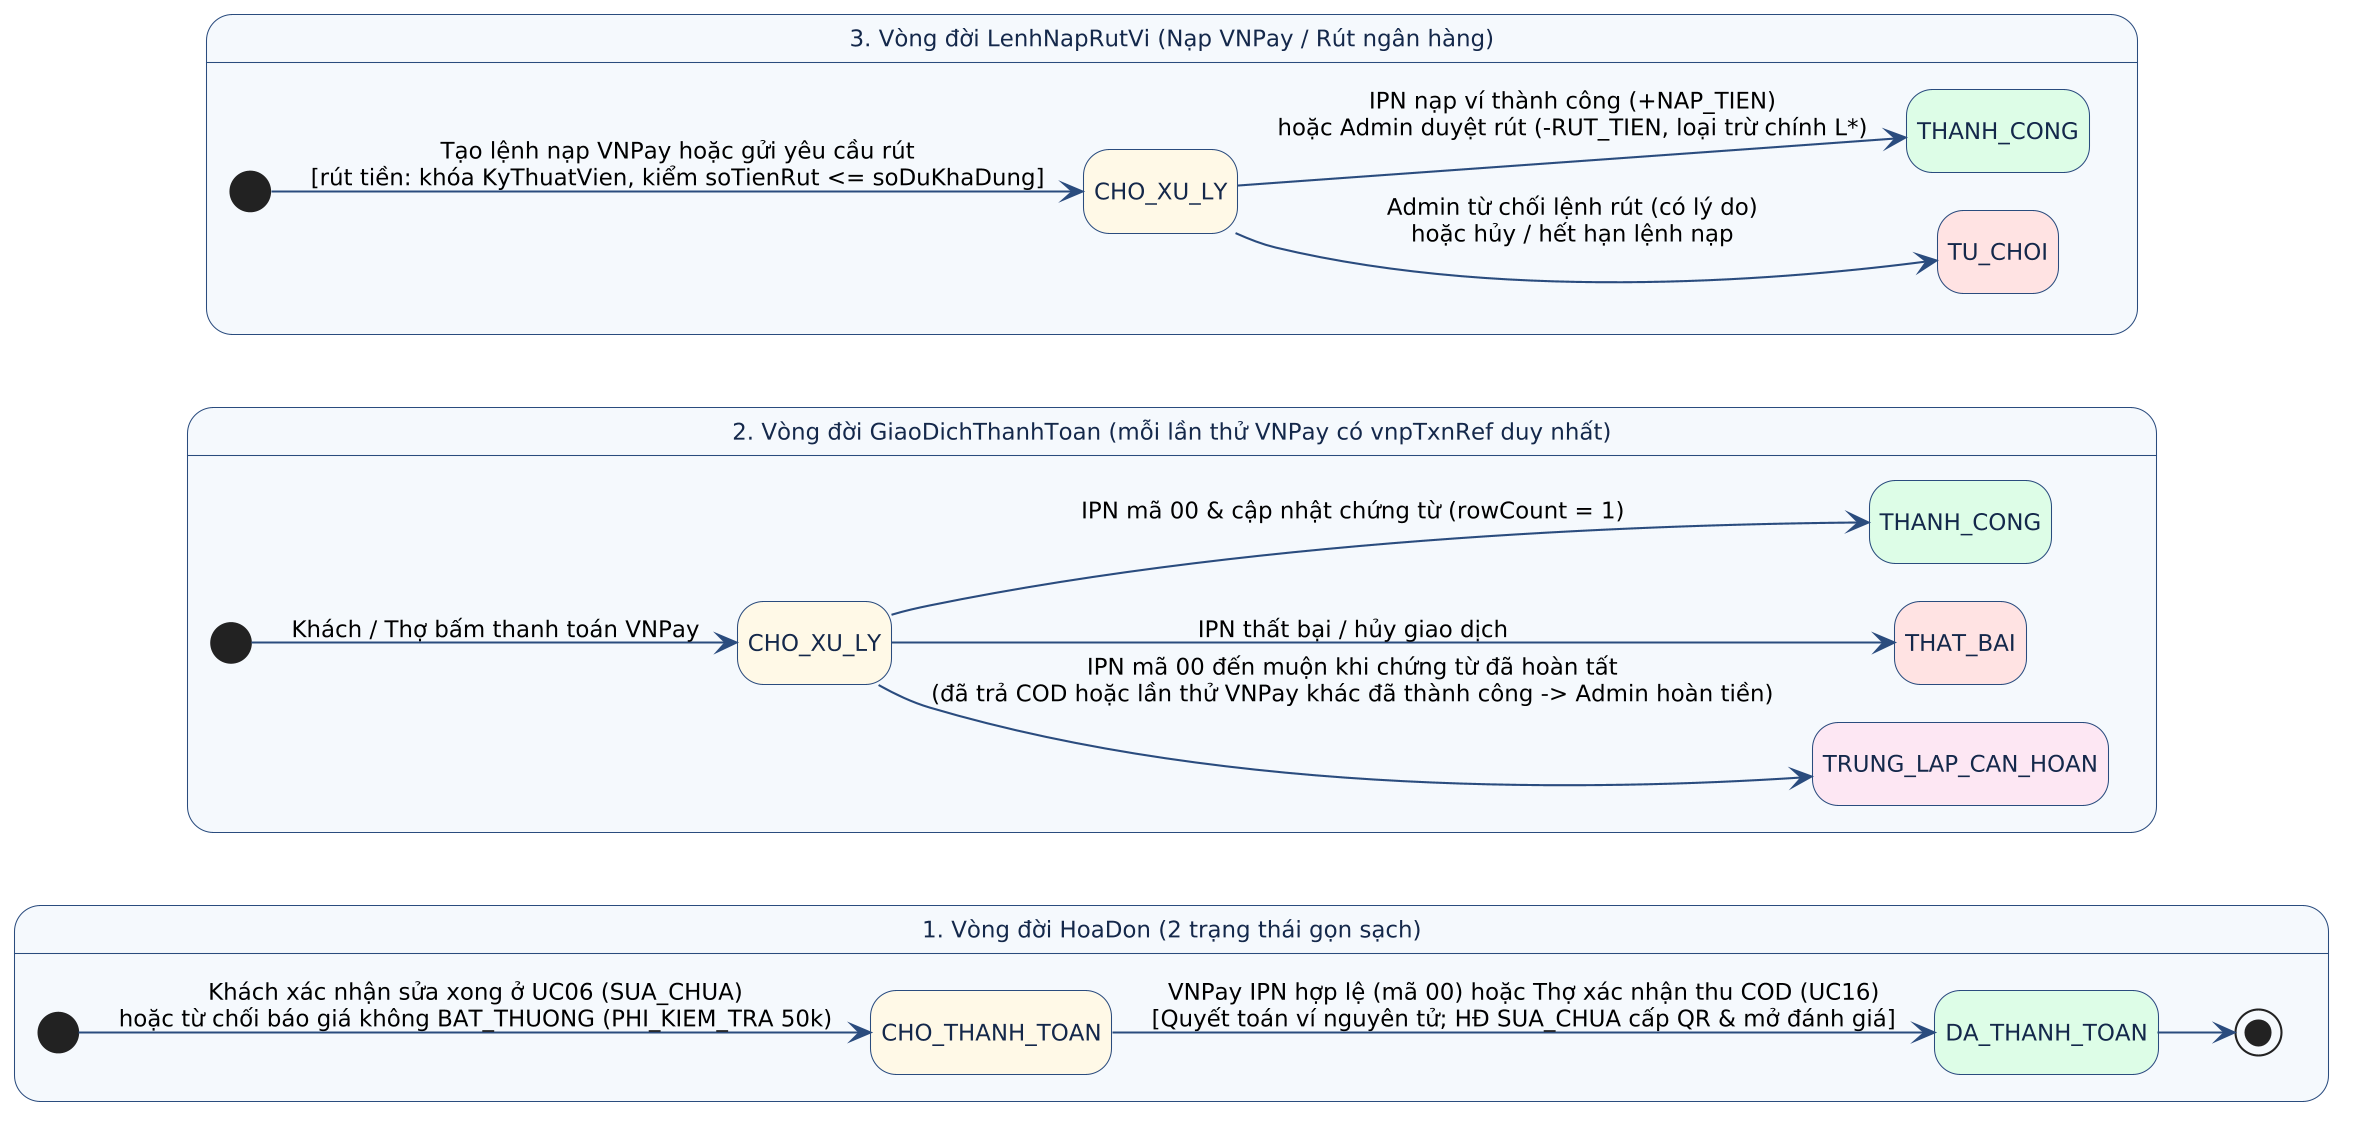 3. Vòng đời LenhNapRutVi (Nạp VNPay / Rút ngân hàng)
Tạo lệnh nạp VNPay hoặc gửi yêu cầu rút
[rút tiền: khóa KyThuatVien, kiểm soTienRut <= soDuKhaDung]
CHO_XU_LY
IPN nạp ví thành công (+NAP_TIEN)
hoặc Admin duyệt rút (-RUT_TIEN, loại trừ chính L*)
THANH_CONG
Admin từ chối lệnh rút (có lý do)
hoặc hủy / hết hạn lệnh nạp
TU_CHOI
2. Vòng đời GiaoDichThanhToan (mỗi lần thử VNPay có vnpTxnRef duy nhất)
Khách / Thợ bấm thanh toán VNPay
CHO_XU_LY
IPN mã 00 & cập nhật chứng từ (rowCount = 1)
THANH_CONG
IPN thất bại / hủy giao dịch
THAT_BAI
IPN mã 00 đến muộn khi chứng từ đã hoàn tất
(đã trả COD hoặc lần thử VNPay khác đã thành công -> Admin hoàn tiền)
TRUNG_LAP_CAN_HOAN
1. Vòng đời HoaDon (2 trạng thái gọn sạch)
Khách xác nhận sửa xong ở UC06 (SUA_CHUA)
hoặc từ chối báo giá không BAT_THUONG (PHI_KIEM_TRA 50k)
CHO_THANH_TOAN
VNPay IPN hợp lệ (mã 00) hoặc Thợ xác nhận thu COD (UC16)
[Quyết toán ví nguyên tử; HĐ SUA_CHUA cấp QR & mở đánh giá]
DA_THANH_TOAN